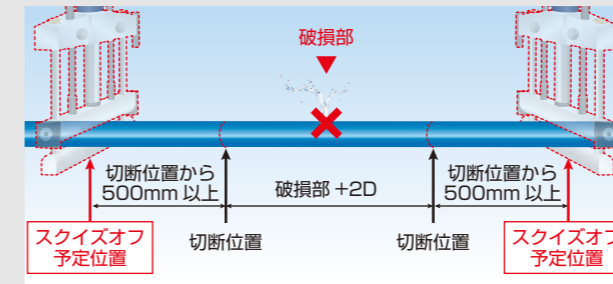 破損部
切断位置から
500mm 以上
破損部 +2D
切断位置から
500mm 以上
スクイズオフ
予定位置
切断位置
切断位置
スクイズオフ
予定位置